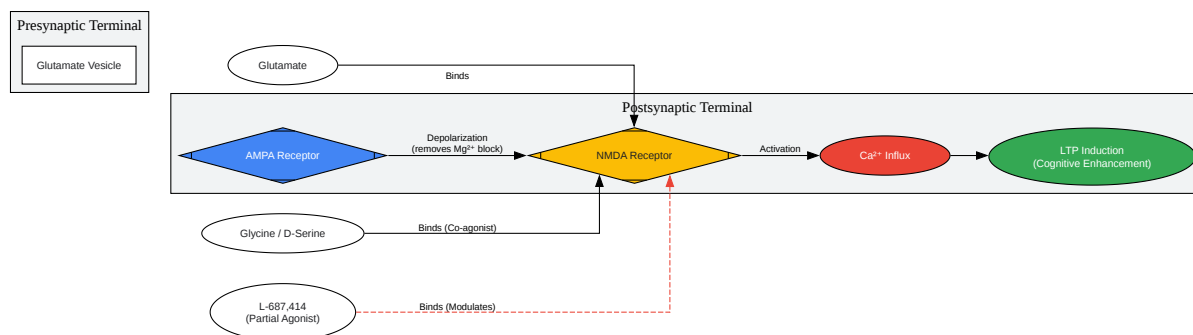 Presynaptic Terminal
Glutamate Vesicle
Glutamate
Binds
Postsynaptic Terminal
AMPA Receptor
Depolarization
(removes Mg²⁺ block)
NMDA Receptor
Activation
Ca²⁺ Influx
LTP Induction
(Cognitive Enhancement)
Glycine / D-Serine
Binds (Co-agonist)
L-687,414
(Partial Agonist)
Binds (Modulates)